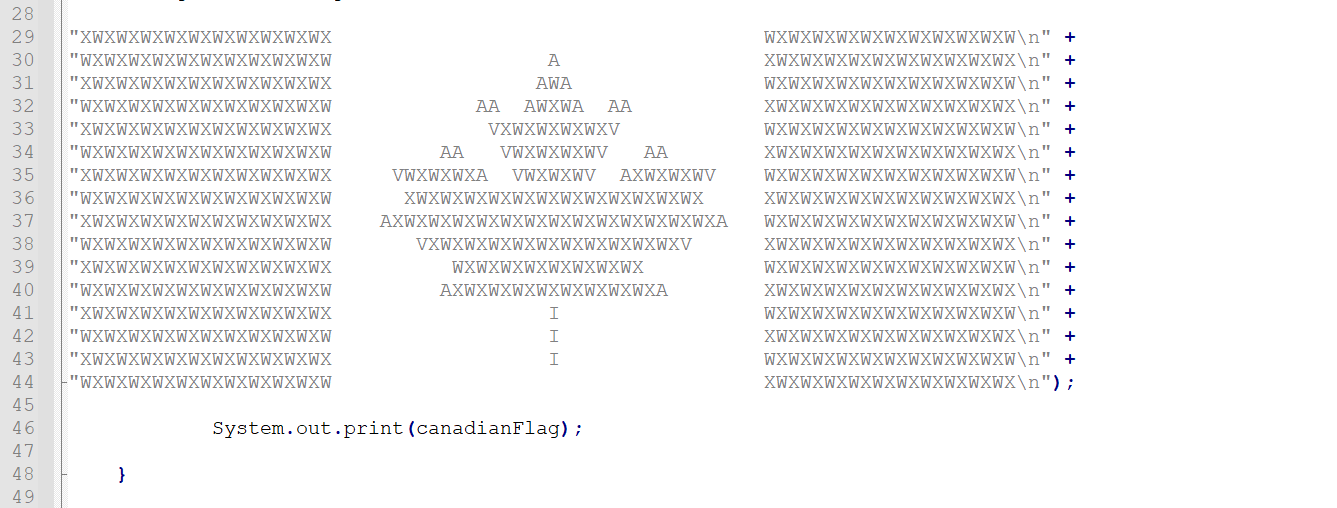 28
29 "XWXWXWXWXWXWXWXWXWXWX                                    WXWXWXWXWXWXWXWXWXWXW\n" +
30 "WXWXWXWXWXWXWXWXWXWXW                  A                 XWXWXWXWXWXWXWXWXWXWX\n" +
31 "XWXWXWXWXWXWXWXWXWXWX                 AWA                WXWXWXWXWXWXWXWXWXWXW\n" +
32 "WXWXWXWXWXWXWXWXWXWXW            AA  AWXWA  AA           XWXWXWXWXWXWXWXWXWXWX\n" +
33 "XWXWXWXWXWXWXWXWXWXWX             VXWXWXWXWXV            WXWXWXWXWXWXWXWXWXWXW\n" +
34 "WXWXWXWXWXWXWXWXWXWXW         AA   VWXWXWXWV   AA        XWXWXWXWXWXWXWXWXWXWX\n" +
35 "XWXWXWXWXWXWXWXWXWXWX     VWXWXWXA  VWXWXWV  AXWXWXWV    WXWXWXWXWXWXWXWXWXWXW\n" +
36 "WXWXWXWXWXWXWXWXWXWXW      XWXWXWXWXWXWXWXWXWXWXWXWX     XWXWXWXWXWXWXWXWXWXWX\n" +
37 "XWXWXWXWXWXWXWXWXWXWX    AXWXWXWXWXWXWXWXWXWXWXWXWXWXA   WXWXWXWXWXWXWXWXWXWXW\n" +
38 "WXWXWXWXWXWXWXWXWXWXW       VXWXWXWXWXWXWXWXWXWXWXV      XWXWXWXWXWXWXWXWXWXWX\n" +
39 "XWXWXWXWXWXWXWXWXWXWX          WXWXWXWXWXWXWXWX          WXWXWXWXWXWXWXWXWXWXW\n" +
40 "WXWXWXWXWXWXWXWXWXWXW         AXWXWXWXWXWXWXWXWXA        XWXWXWXWXWXWXWXWXWXWX\n" +
41 "XWXWXWXWXWXWXWXWXWXWX                  I                 WXWXWXWXWXWXWXWXWXWXW\n" +
42 "WXWXWXWXWXWXWXWXWXWXW                  I                 XWXWXWXWXWXWXWXWXWXWX\n" +
43 "XWXWXWXWXWXWXWXWXWXWX                  I                 WXWXWXWXWXWXWXWXWXWXW\n" +
44 "WXWXWXWXWXWXWXWXWXWXW                                    XWXWXWXWXWXWXWXWXWXWX\n");
45
46             System.out.print(canadianFlag);
47
48     }
49